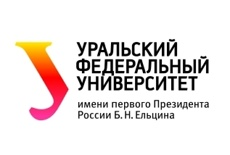 УРАЛЬСКИЙ
ФЕДЕРАЛЬНЫЙ
УНИВЕРСИТЕТ
имени первого Президента
России Б.Н.Ельцина